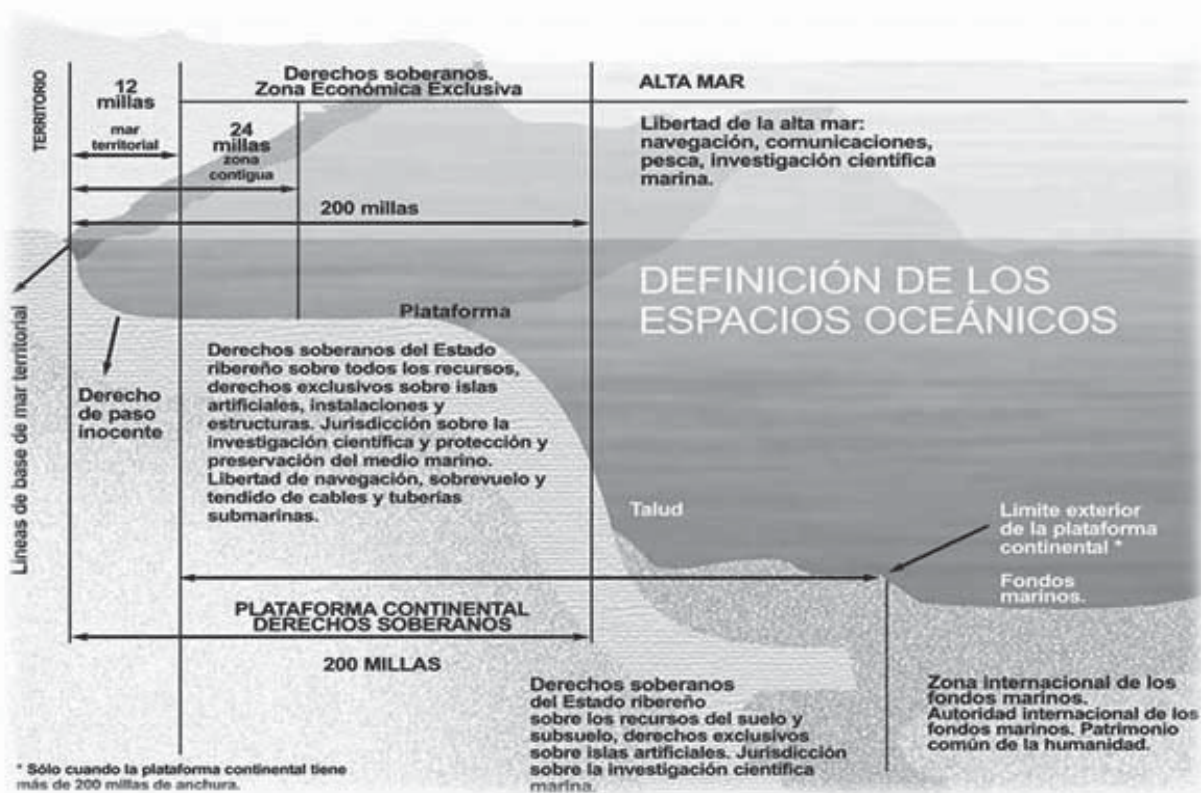 TERRITORIO
12
millas
mar
territorial
Derechos soberanos.
Zona Económica Exclusiva
24
millas
zona
contigua
200 millas
ALTA MAR
Libertad de la alta mar:
navegación, comunicaciones,
pesca, investigación científica
marina.
DEFINICIÓN DE LOS
ESPACIOS OCEÁNICOS
Líneas de base de mar territorial
Derecho
de paso
inocente
Plataforma
Derechos soberanos del Estado
ribereño sobre todos los recursos,
derechos exclusivos sobre islas
artificiales, instalaciones y
estructuras. Jurisdicción sobre la
investigación científica y protección y
preservación del medio marino.
Libertad de navegación, sobrevuelo y
tendido de cables y tuberías
submarinas.
Talud
Límite exterior
de la plataforma
continental *
Fondos
marinos.
PLATAFORMA CONTINENTAL
DERECHOS SOBERANOS
200 MILLAS
Derechos soberanos
del Estado ribereño
sobre los recursos del suelo y
subsuelo, derechos exclusivos
sobre islas artificiales. Jurisdicción
sobre la investigación científica
marina.
Zona internacional de los
fondos marinos.
Autoridad internacional de los
fondos marinos. Patrimonio
común de la humanidad.
* Sólo cuando la plataforma continental tiene
más de 200 millas de anchura.